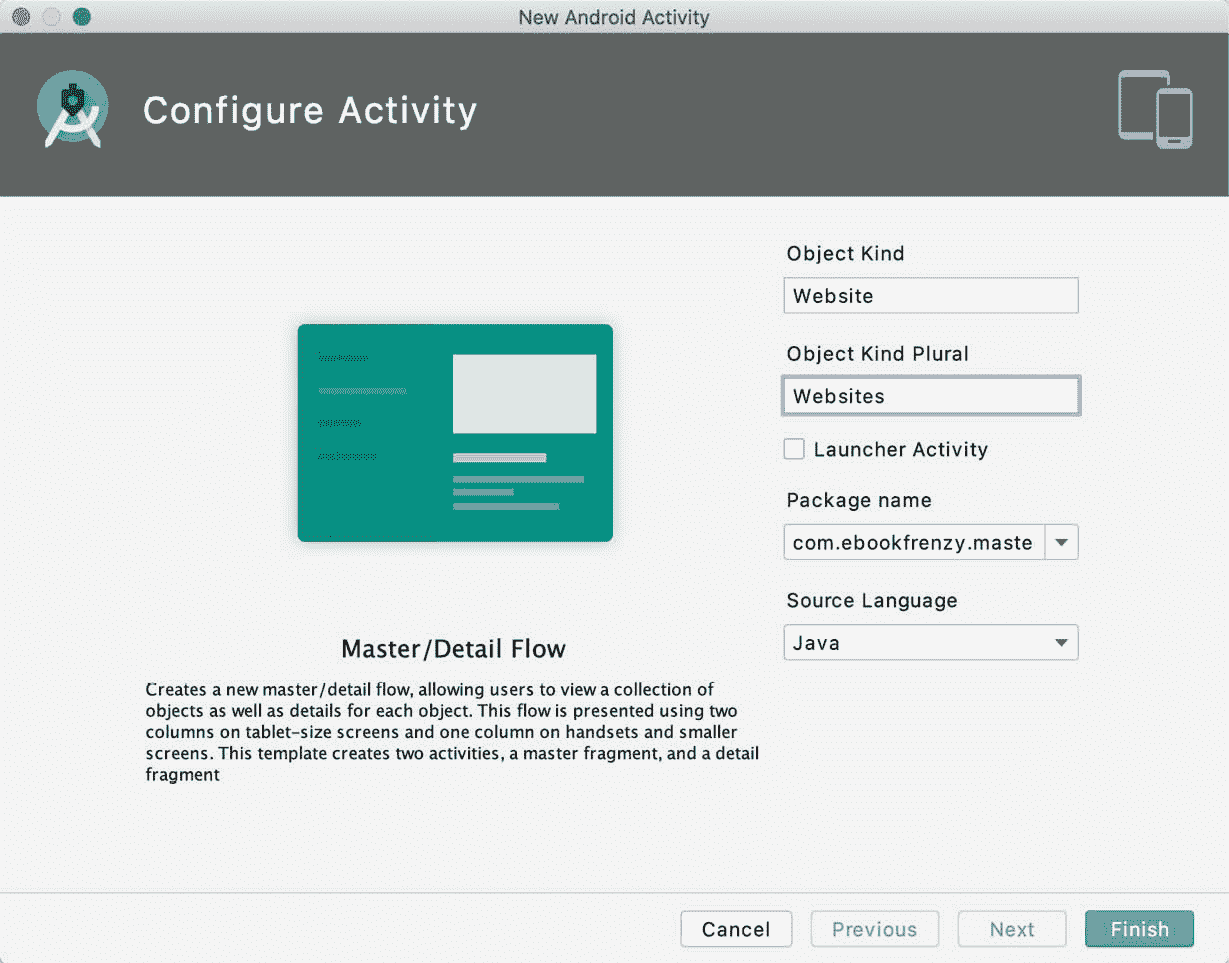 New Android Activity
Configure Activity
Object Kind
Website
Object Kind Plural
Websites
Launcher Activity
Package name
com.ebookfrenzy.maste
Source Language
Java
Master/Detail Flow
Creates a new master/detail flow, allowing users to view a collection of
objects as well as details for each object. This flow is presented using two
columns on tablet-size screens and one column on handsets and smaller
screens. This template creates two activities, a master fragment, and a detail
fragment
Cancel
Previous
Next
Finish